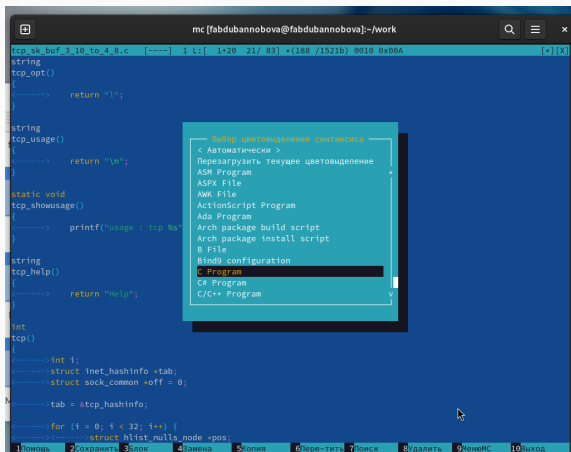 mc [fabdubannobova@fabdubannobova]:~/work
tcp_sk_buf_3_10_to_4_8.c [----] 1 L:[ 1+20 21/ 83] *(188 /1521b) 0010 0x00A [*][X]
string
tcp_opt()
{
<------> return "l";
}
string
tcp_usage()
{
<------> return "\n";
}
static void
tcp_showusage()
{
<------> printf("usage : tcp %s"
}
string
tcp_help()
{
<------> return "Help";
}
int
tcp()
{
<------>int i;
<------>struct inet_hashinfo *tab;
<------>struct sock_common *off = 0;
<------>tab = &tcp_hashinfo;
<------>for (i = 0; i < 32; i++) {
<------><------>struct hlist_nulls_node *pos;
Выбор цветовыделения синтаксиса
< Автоматически >
Перезагрузить текущее цветовыделение
ASM Program
ASPX File
AWK File
ActionScript Program
Ada Program
Arch package build script
Arch package install script
B File
Bind9 configuration
C Program
C# Program
C/C++ Program
1Помощь 2Сохранить 3Блок 4Замена 5Копия 6Пере~тить 7Поиск 8Удалить 9МенюMC 10Выход